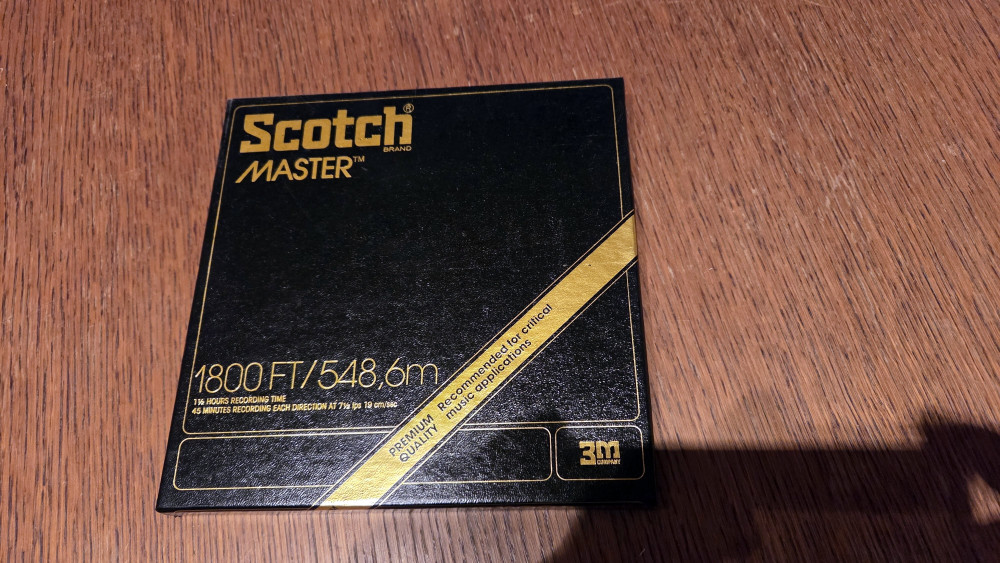 Scotch®
BRAND
MASTER™
1800 FT/548,6m
1½ HOURS RECORDING TIME
45 MINUTES RECORDING EACH DIRECTION AT 7½ ips 19 cm/sec
PREMIUM
QUALITY
Recommended for critical
music applications
3M
COMPANY